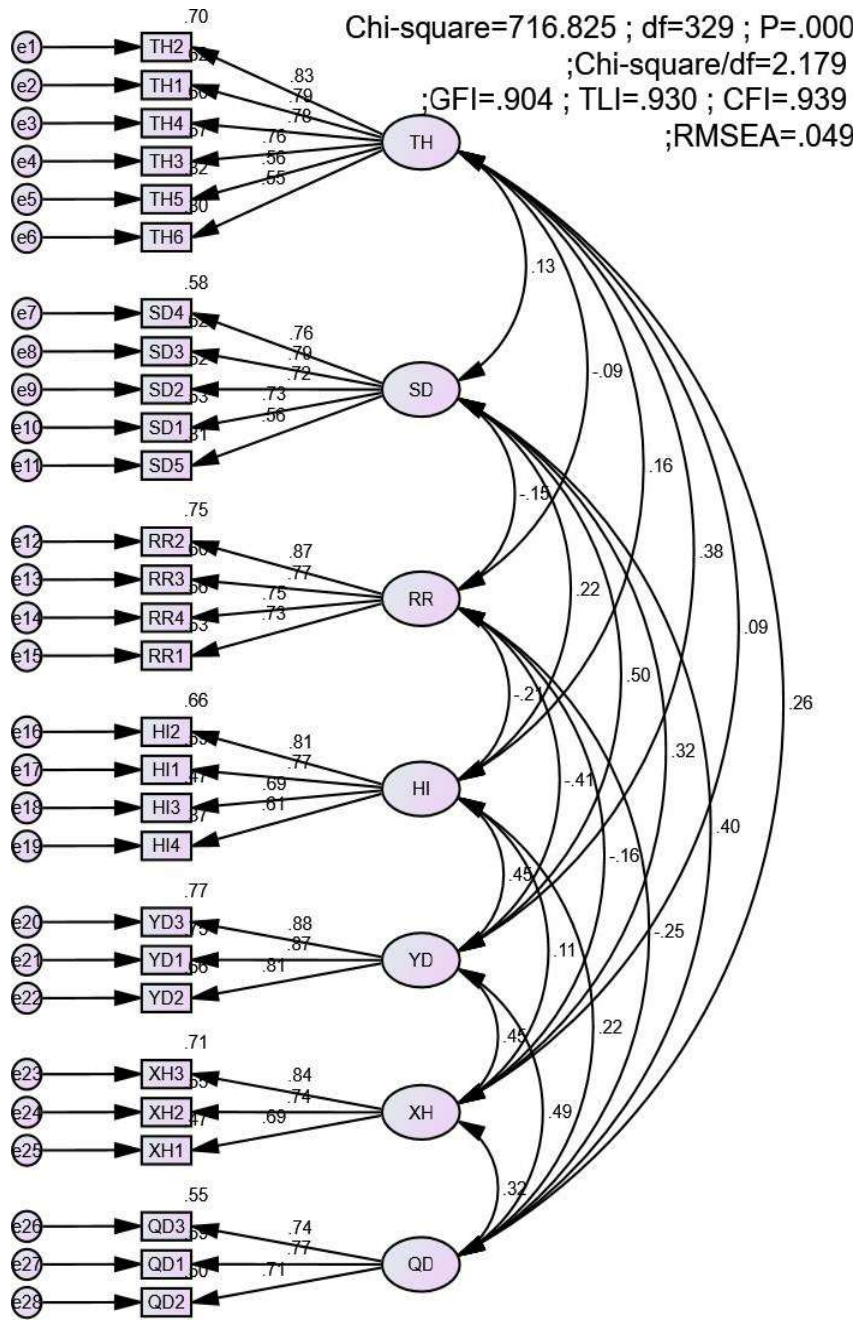 Chi-square=716.825 ; df=329 ; P=.000
;Chi-square/df=2.179
;GFI=.904 ; TLI=.930 ; CFI=.939
;RMSEA=.049
.70
e1 TH2 .83
e2 TH1 .79
e3 TH4 .78
e4 TH3 .76
e5 TH5 .56
e6 TH6 .55
TH
.13
.58
e7 SD4 .76
e8 SD3 .79
e9 SD2 .72
e10 SD1 .73
e11 SD5 .56
SD
-.09
-.15
.16
.75
e12 RR2 .87
e13 RR3 .77
e14 RR4 .75
e15 RR1 .73
RR
.22
.38
.09
.50
.26
-.21
.66
e16 HI2 .81
e17 HI1 .77
e18 HI3 .69
e19 HI4 .61
HI
-.41
.32
.40
-.16
.45
.77
e20 YD3 .88
e21 YD1 .87
e22 YD2 .81
YD
.11
-.25
.22
.45
.71
e23 XH3 .84
e24 XH2 .74
e25 XH1 .69
XH
.49
.32
.55
e26 QD3 .74
e27 QD1 .77
e28 QD2 .71
QD